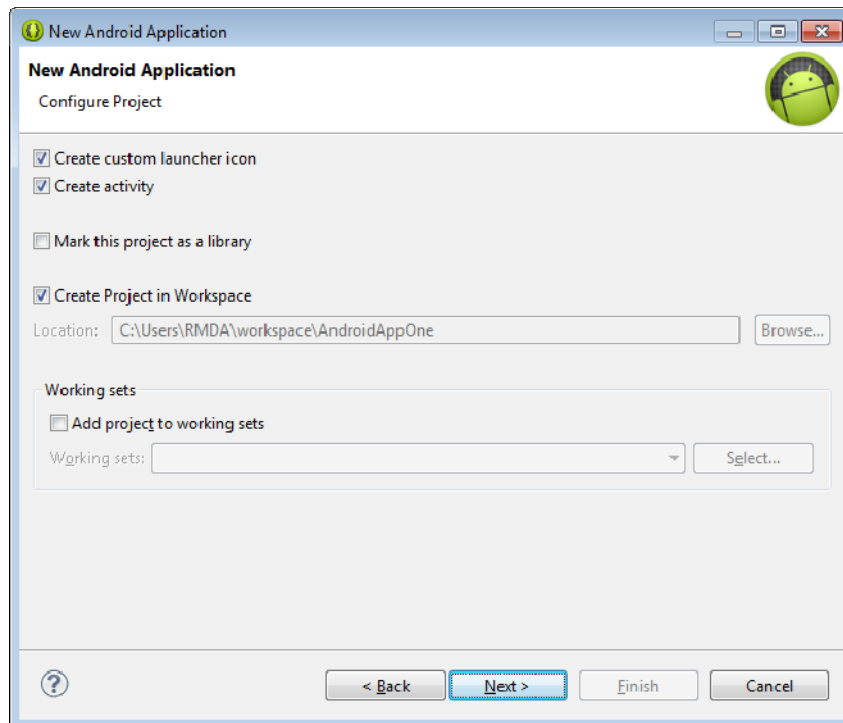 New Android Application
New Android Application
Configure Project
Create custom launcher icon
Create activity
Mark this project as a library
Create Project in Workspace
Location: C:\Users\RMDA\workspace\AndroidAppOne Browse...
Working sets
Add project to working sets
Working sets: Select...
? < Back Next > Finish Cancel